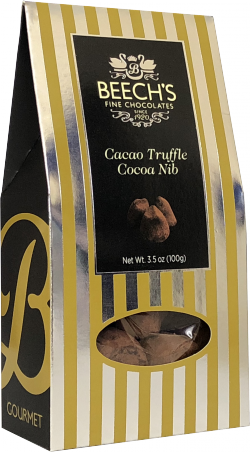 B
BEECH'S
FINE CHOCOLATES
SINCE
1920
Cacao Truffle
Cocoa Nib
Net Wt. 3.5 oz (100g)
B
GOURMET